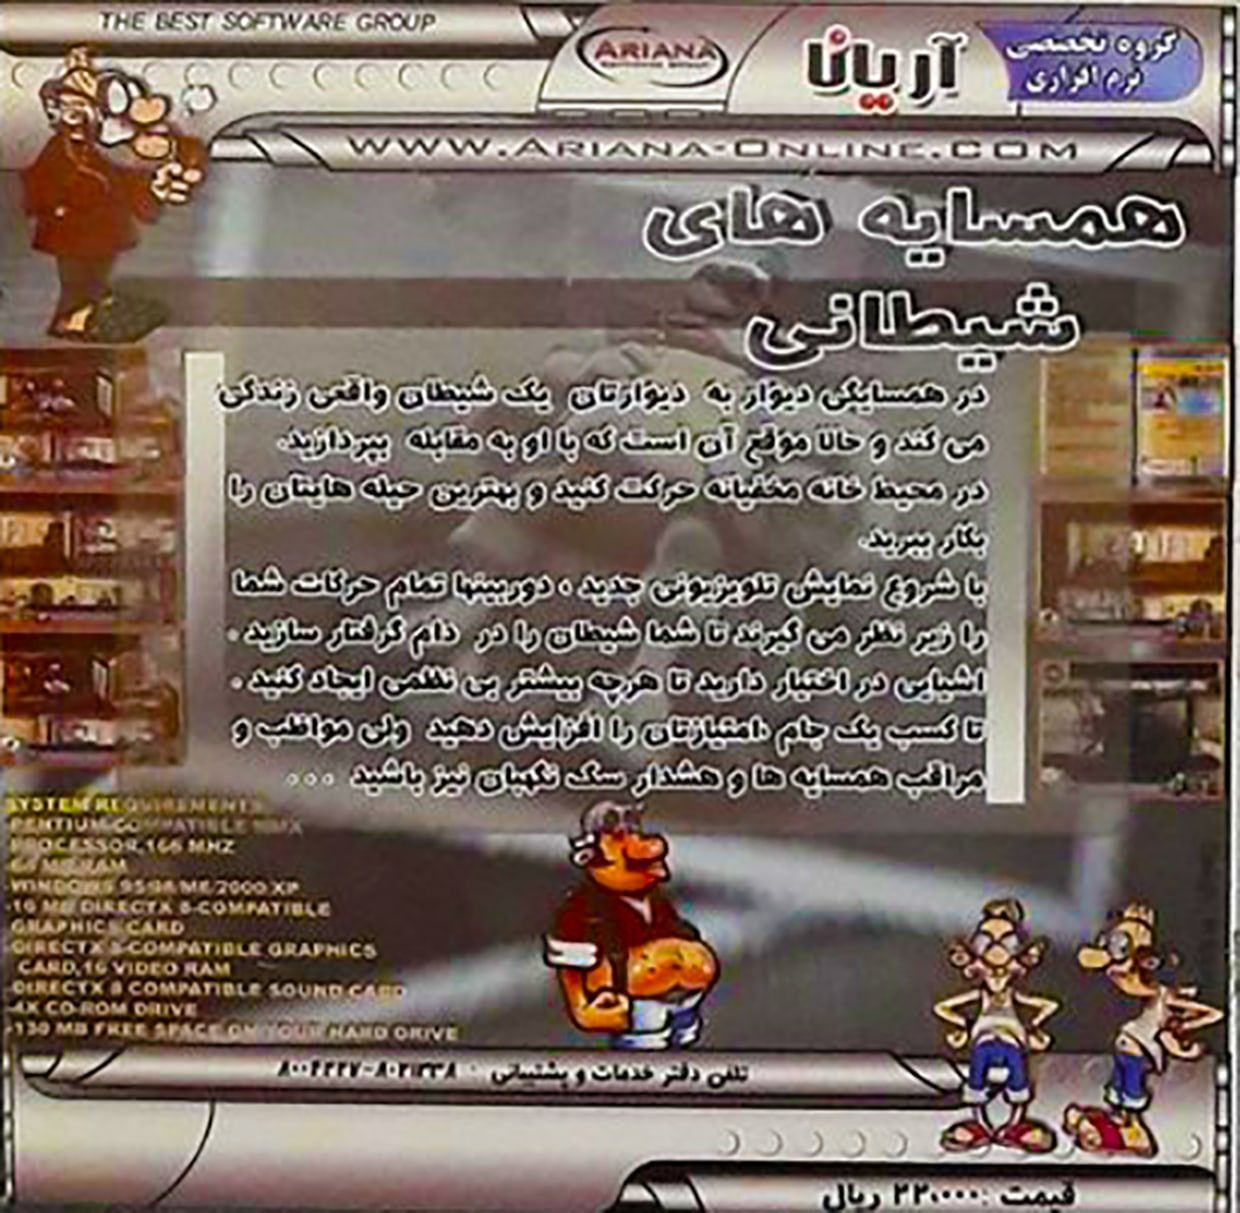 THE BEST SOFTWARE GROUP
ARIANA
آریانا
گروه تخصصی
نرم افزاری
WWW.ARIANA-ONLINE.COM
همسایه های
شیطانی
در همسایگی دیوار به دیوارتان یک شیطان واقعی زندگی
می کند و حالا موقع آن است که با او به مقابله بپردازید.
در محیط خانه مخفیانه حرکت کنید و بهترین حیله هایتان را
بکار ببرید.
با شروع نمایش تلویزیونی جدید ، دوربینها تمام حرکات شما
را زیر نظر می گیرند تا شما شیطان را در دام گرفتار سازید .
اشیایی در اختیار دارید تا هرچه بیشتر بی نظمی ایجاد کنید .
تا کسب یک جام ،امتیازتان را افزایش دهید ولی مواظب و
مراقب همسایه ها و هشدار سگ نگهبان نیز باشید ...
SYSTEM REQUIREMENTS
-PENTIUM COMPATIBLE MMX
PROCESSOR,166 MHZ
64 MB RAM
-WINDOWS 95/98/ME/2000/XP
-16 MB DIRECTX 8-COMPATIBLE
GRAPHICS CARD
-DIRECTX 8-COMPATIBLE GRAPHICS
CARD,16 VIDEO RAM
-DIRECTX 8 COMPATIBLE SOUND CARD
-4X CD-ROM DRIVE
-130 MB FREE SPACE ON YOUR HARD DRIVE
تلفن دفتر خدمات و پشتیبانی
قیمت :۲۲۰۰۰۰ ریال